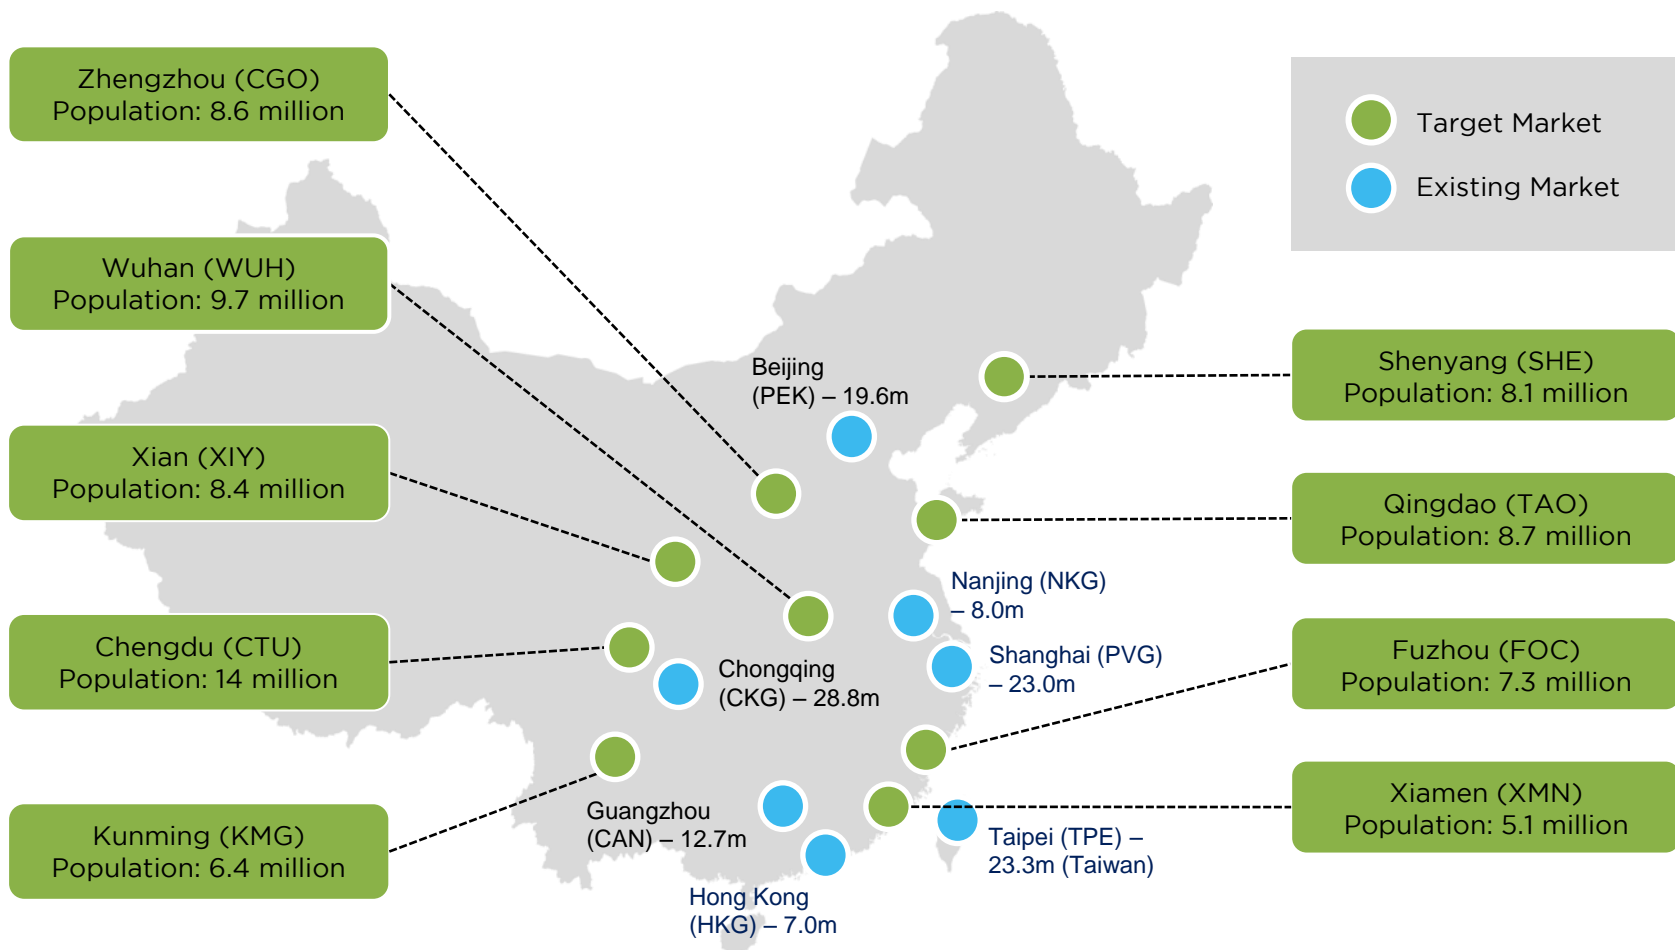 Zhengzhou (CGO)
Population: 8.6 million
Wuhan (WUH)
Population: 9.7 million
Xian (XIY)
Population: 8.4 million
Chengdu (CTU)
Population: 14 million
Kunming (KMG)
Population: 6.4 million
Beijing
(PEK) – 19.6m
Nanjing (NKG)
– 8.0m
Shanghai (PVG)
– 23.0m
Chongqing
(CKG) – 28.8m
Guangzhou
(CAN) – 12.7m
Hong Kong
(HKG) – 7.0m
Taipei (TPE) –
23.3m (Taiwan)
Target Market
Existing Market
Shenyang (SHE)
Population: 8.1 million
Qingdao (TAO)
Population: 8.7 million
Fuzhou (FOC)
Population: 7.3 million
Xiamen (XMN)
Population: 5.1 million